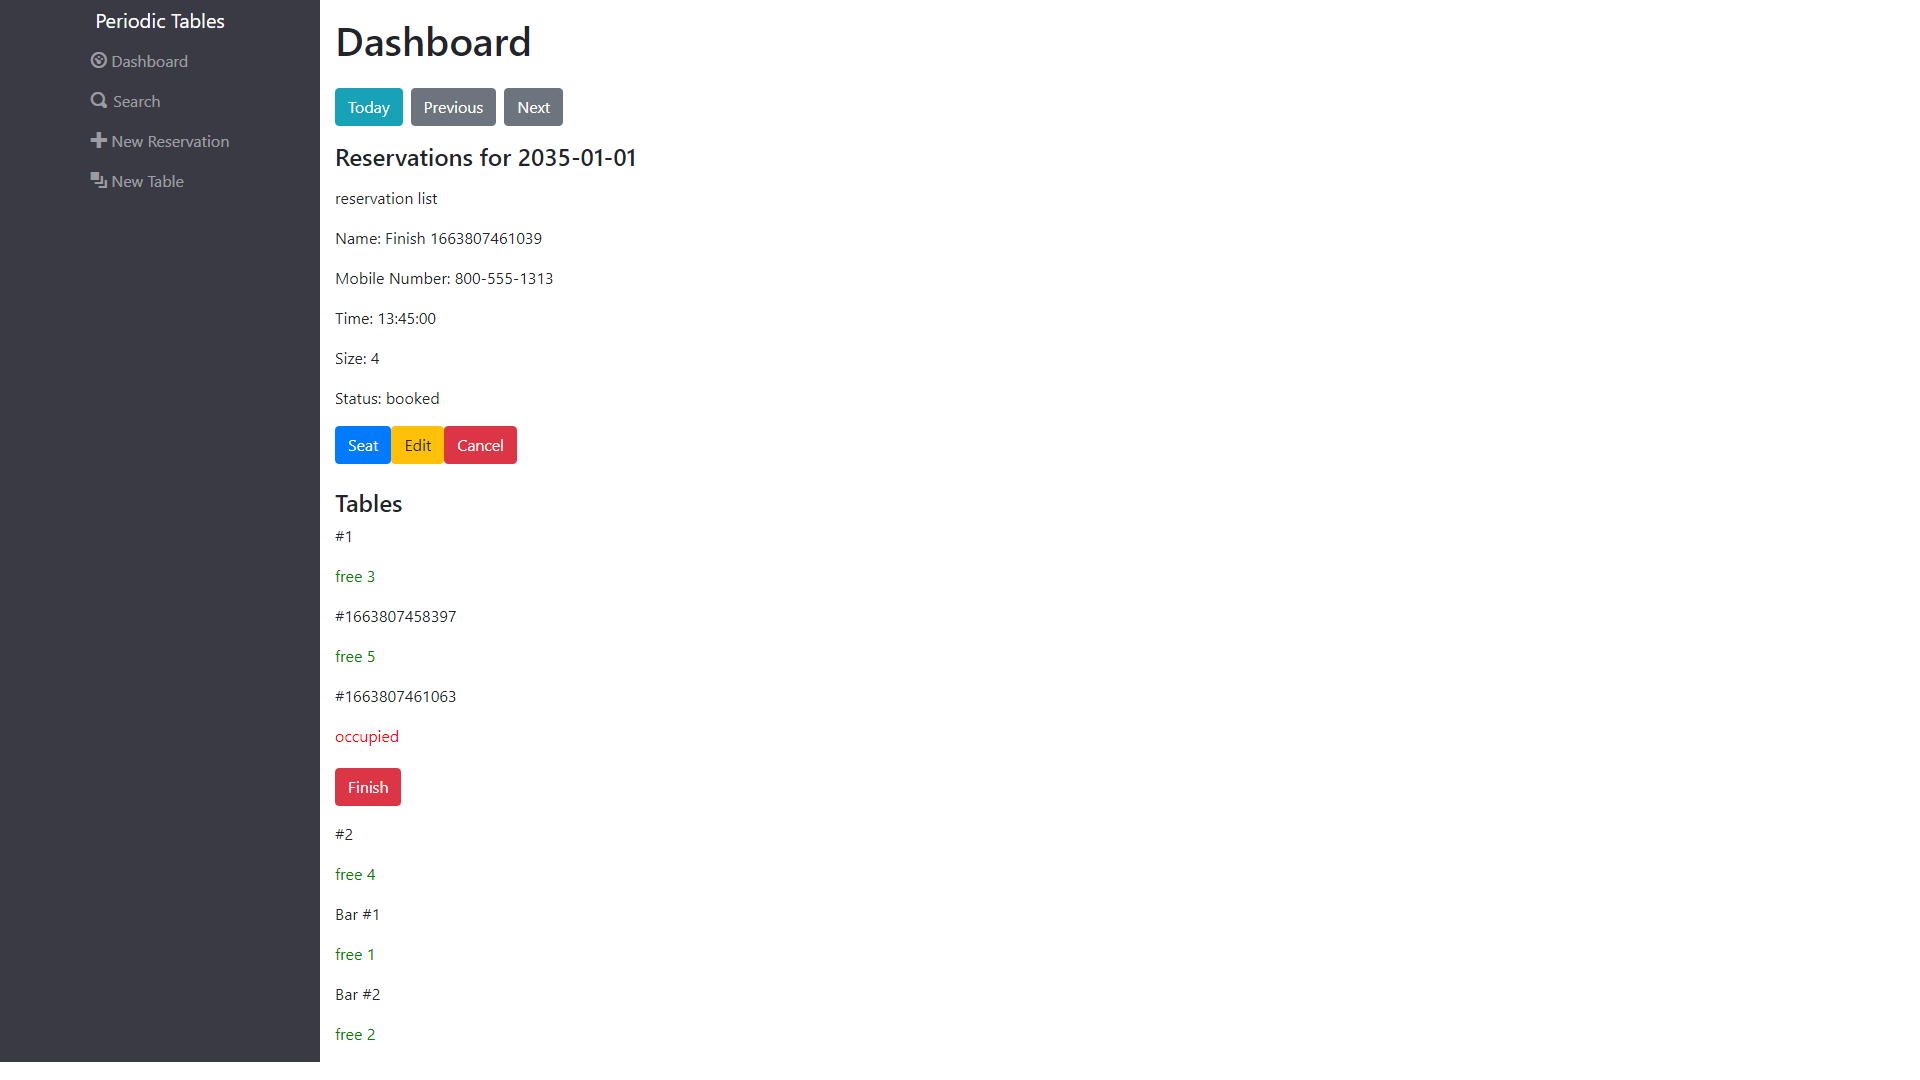 Periodic Tables
Dashboard
Search
New Reservation
New Table
Dashboard
Today Previous Next
Reservations for 2035-01-01
reservation list
Name: Finish 1663807461039
Mobile Number: 800-555-1313
Time: 13:45:00
Size: 4
Status: booked
Seat Edit Cancel
Tables
#1
free 3
#1663807458397
free 5
#1663807461063
occupied
Finish
#2
free 4
Bar #1
free 1
Bar #2
free 2